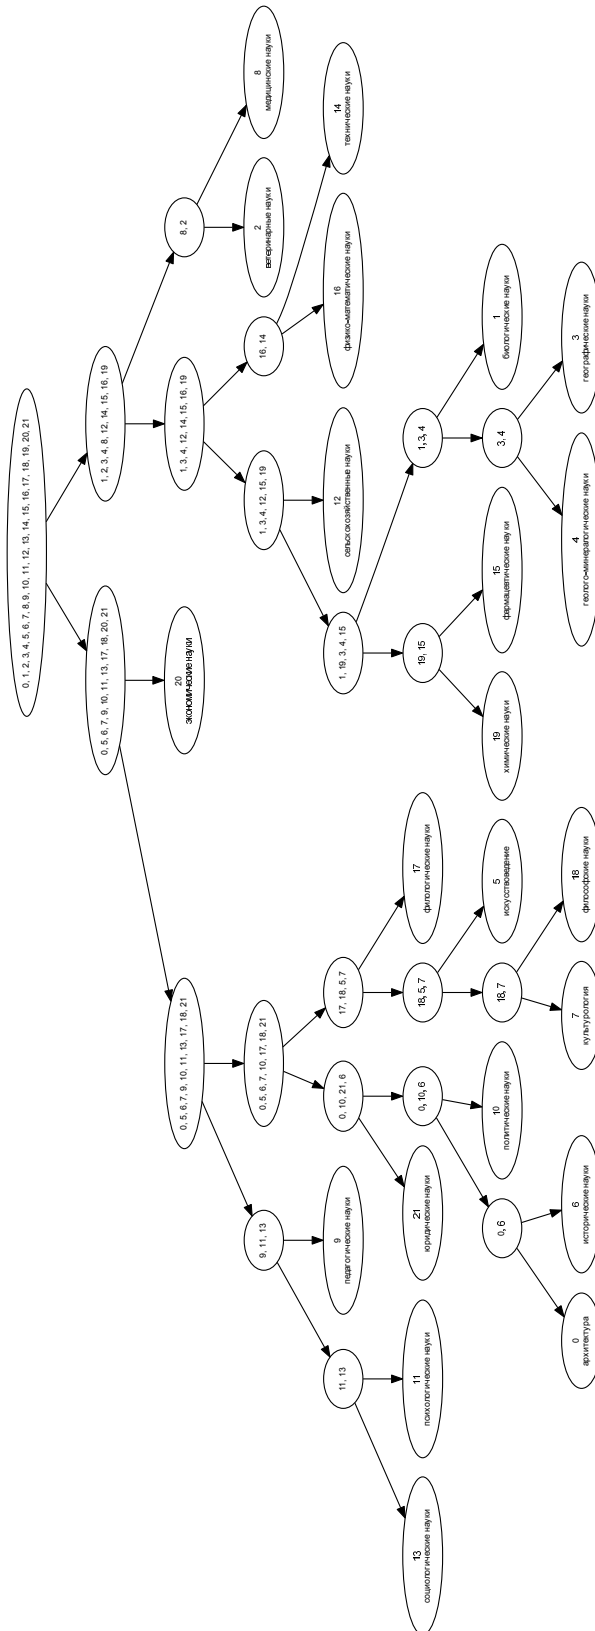 0, 1, 2, 3, 4, 5, 6, 7, 8, 9, 10, 11, 12, 13, 14, 15, 16, 17, 18, 19, 20, 21
0, 5, 6, 7, 9, 10, 11, 13, 17, 18, 20, 21
1, 2, 3, 4, 8, 12, 14, 15, 16, 19
0, 5, 6, 7, 9, 10, 11, 13, 17, 18, 21
20
экономические науки
1, 3, 4, 12, 14, 15, 16, 19
8, 2
9, 11, 13
0, 5, 6, 7, 10, 17, 18, 21
1, 3, 4, 12, 15, 19
16, 14
2
ветеринарные науки
8
медицинские науки
11, 13
9
педагогические науки
0, 10, 21, 6
17, 18, 5, 7
1, 19, 3, 4, 15
12
сельскохозяйственные науки
16
физико-математические науки
14
технические науки
13
социологические науки
11
психологические науки
21
юридические науки
0, 10, 6
18, 5, 7
17
филологические науки
19, 15
1, 3, 4
0, 6
10
политические науки
18, 7
5
искусствоведение
19
химические науки
15
фармацевтические науки
3, 4
1
биологические науки
0
архитектура
6
исторические науки
7
культурология
18
философские науки
4
геолого-минералогические науки
3
географические науки